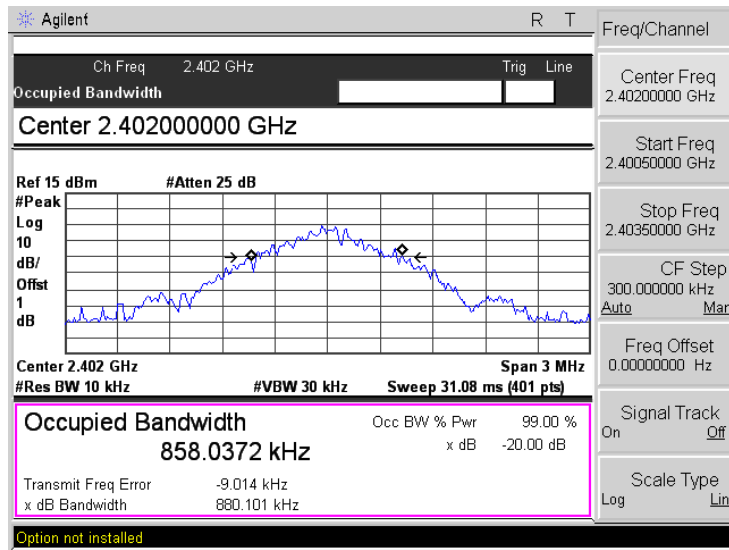 Agilent R T
Freq/Channel
Ch Freq 2.402 GHz Trig Line
Occupied Bandwidth
Center 2.402000000 GHz
Ref 15 dBm #Atten 25 dB
#Peak
Log
10
dB/
Offst
1
dB
Center 2.402 GHz Span 3 MHz
#Res BW 10 kHz #VBW 30 kHz Sweep 31.08 ms (401 pts)
Occupied Bandwidth Occ BW % Pwr 99.00 %
858.0372 kHz x dB -20.00 dB
Transmit Freq Error -9.014 kHz
x dB Bandwidth 880.101 kHz
Option not installed
Center Freq
2.40200000 GHz
Start Freq
2.40050000 GHz
Stop Freq
2.40350000 GHz
CF Step
300.000000 kHz
Auto Mar
Freq Offset
0.00000000 Hz
Signal Track
On Off
Scale Type
Log Lin